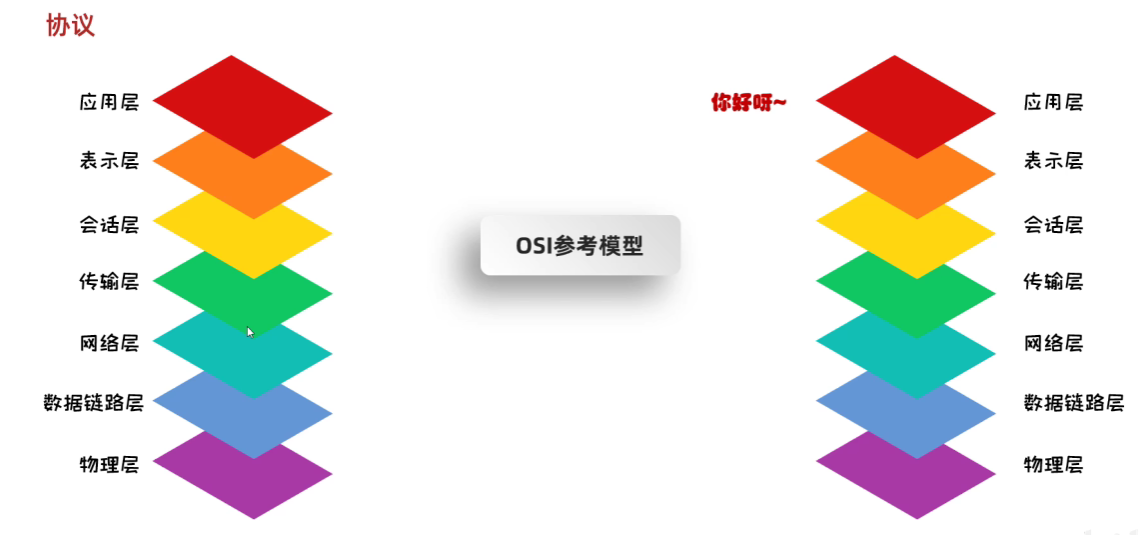 协议
应用层
表示层
会话层
传输层
网络层
数据链路层
物理层
OSI参考模型
你好呀~
应用层
表示层
会话层
传输层
网络层
数据链路层
物理层